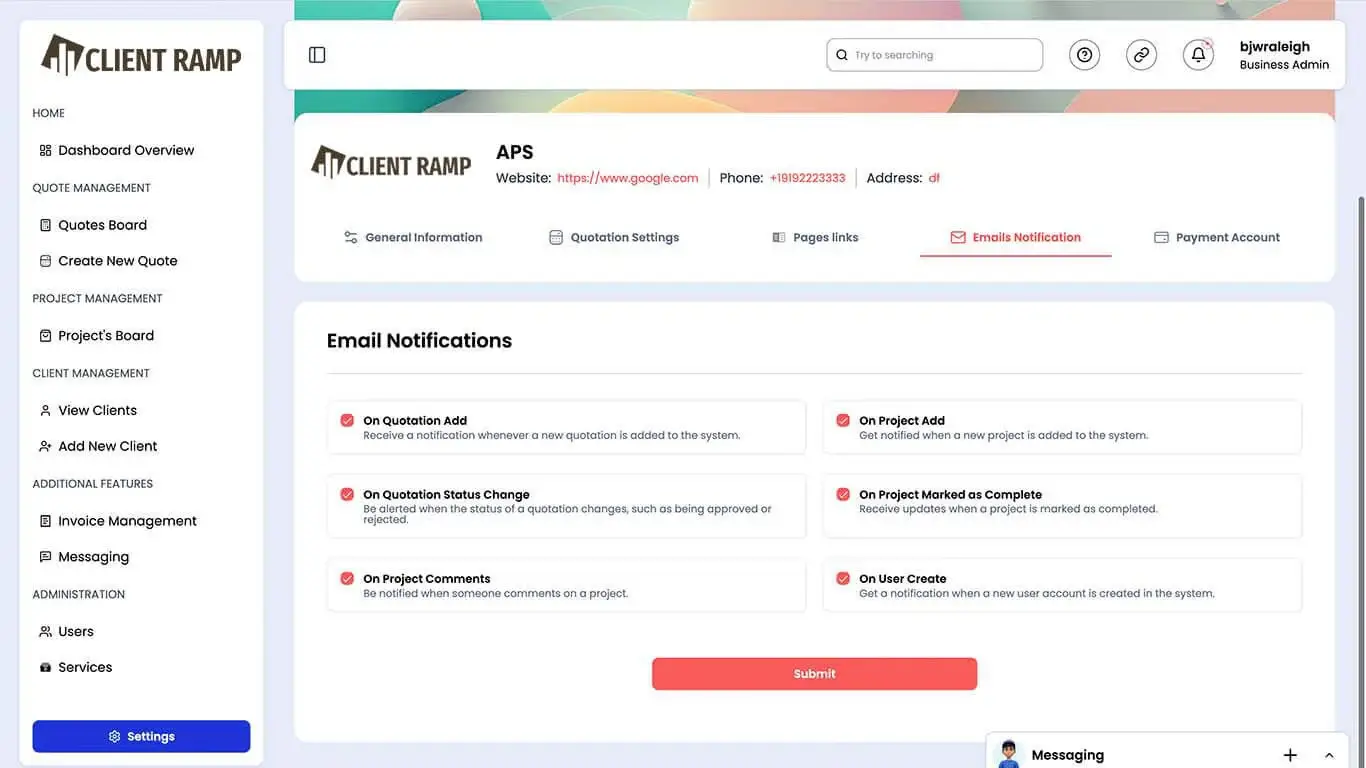 CLIENT RAMP
HOME
Dashboard Overview
QUOTE MANAGEMENT
Quotes Board
Create New Quote
PROJECT MANAGEMENT
Project's Board
CLIENT MANAGEMENT
View Clients
Add New Client
ADDITIONAL FEATURES
Invoice Management
Messaging
ADMINISTRATION
Users
Services
Settings
Try to searching
bjwraleigh
Business Admin
CLIENT RAMP
APS
Website: https://www.google.com Phone: +19192223333 Address: df
General Information Quotation Settings Pages links Emails Notification Payment Account
Email Notifications
On Quotation Add
Receive a notification whenever a new quotation is added to the system.
On Project Add
Get notified when a new project is added to the system.
On Quotation Status Change
Be alerted when the status of a quotation changes, such as being approved or
rejected.
On Project Marked as Complete
Receive updates when a project is marked as completed.
On Project Comments
Be notified when someone comments on a project.
On User Create
Get a notification when a new user account is created in the system.
Submit
Messaging